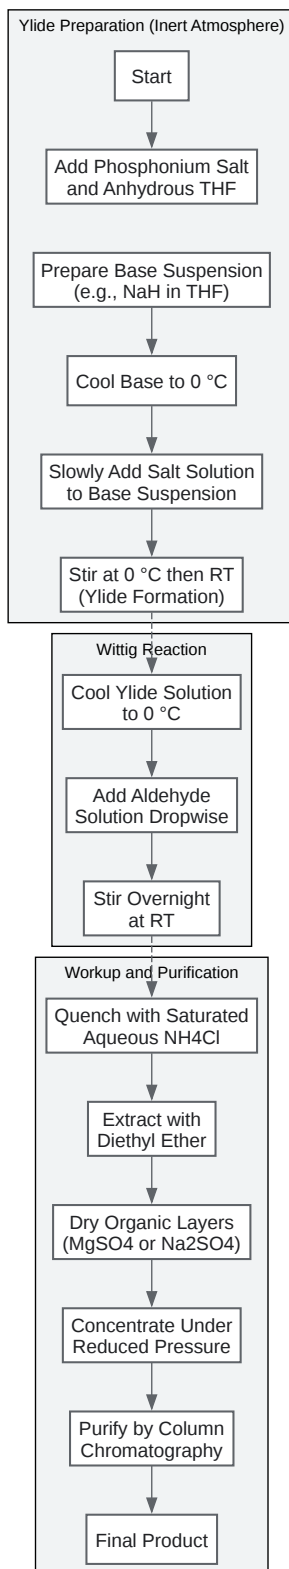 Ylide Preparation (Inert Atmosphere)
Start
Add Phosphonium Salt
and Anhydrous THF
Prepare Base Suspension
(e.g., NaH in THF)
Cool Base to 0 °C
Slowly Add Salt Solution
to Base Suspension
Stir at 0 °C then RT
(Ylide Formation)
Wittig Reaction
Cool Ylide Solution
to 0 °C
Add Aldehyde
Solution Dropwise
Stir Overnight
at RT
Workup and Purification
Quench with Saturated
Aqueous NH4Cl
Extract with
Diethyl Ether
Dry Organic Layers
(MgSO4 or Na2SO4)
Concentrate Under
Reduced Pressure
Purify by Column
Chromatography
Final Product